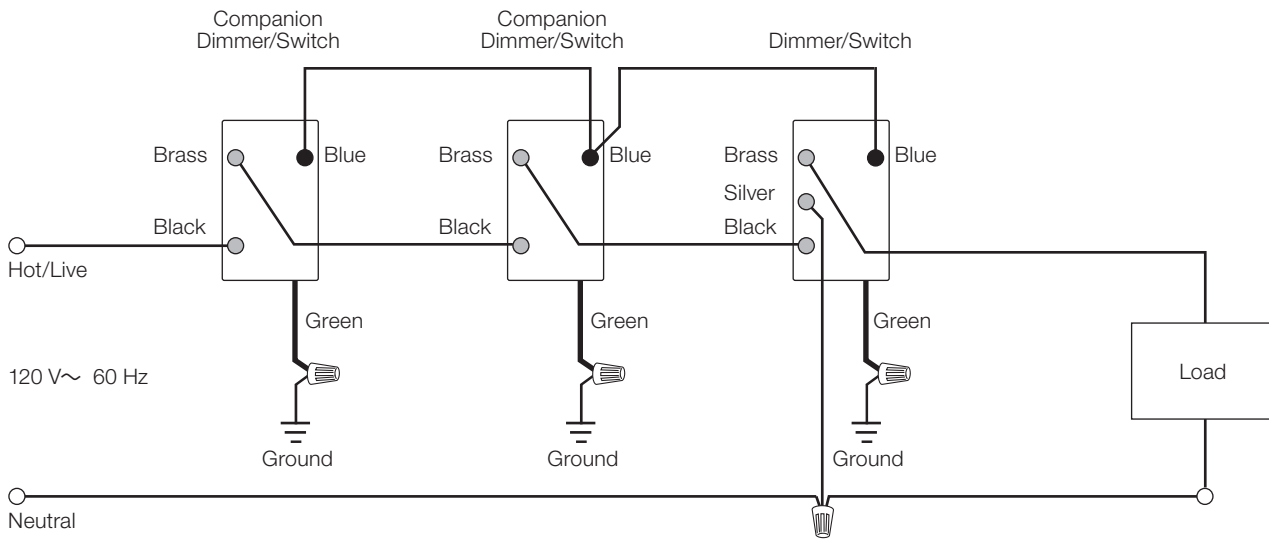 Companion
Dimmer/Switch
Companion
Dimmer/Switch
Dimmer/Switch
Brass
Blue
Brass
Blue
Brass
Blue
Silver
Black
Black
Black
Hot/Live
Green
Green
Green
120 V~ 60 Hz
Load
Ground
Ground
Ground
Neutral